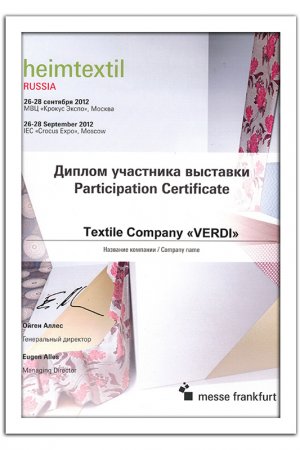 heimtextil
RUSSIA
26-28 сентября 2012
МВЦ «Крокус Экспо», Москва
26-28 September 2012
IEC «Crocus Expo», Moscow
Диплом участника выставки
Participation Certificate
Textile Company «VERDI»
Название компании / Company name
Ойген Аллес
Генеральный директор
Eugen Alles
Managing Director
messe frankfurt